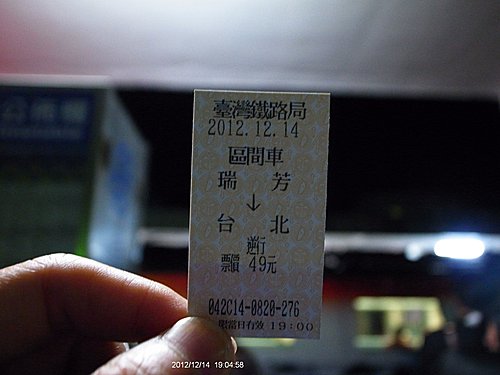 臺灣鐵路局
2012.12.14
區間車
瑞 芳
↓
台 北
票價 49元
042C14-0820-276
限當日有效 19:00
2012/12/14 19:04:58